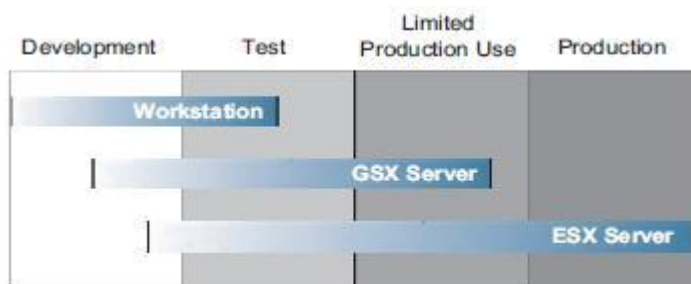 Development
Test
Limited
Production Use
Production
Workstation
GSX Server
ESX Server